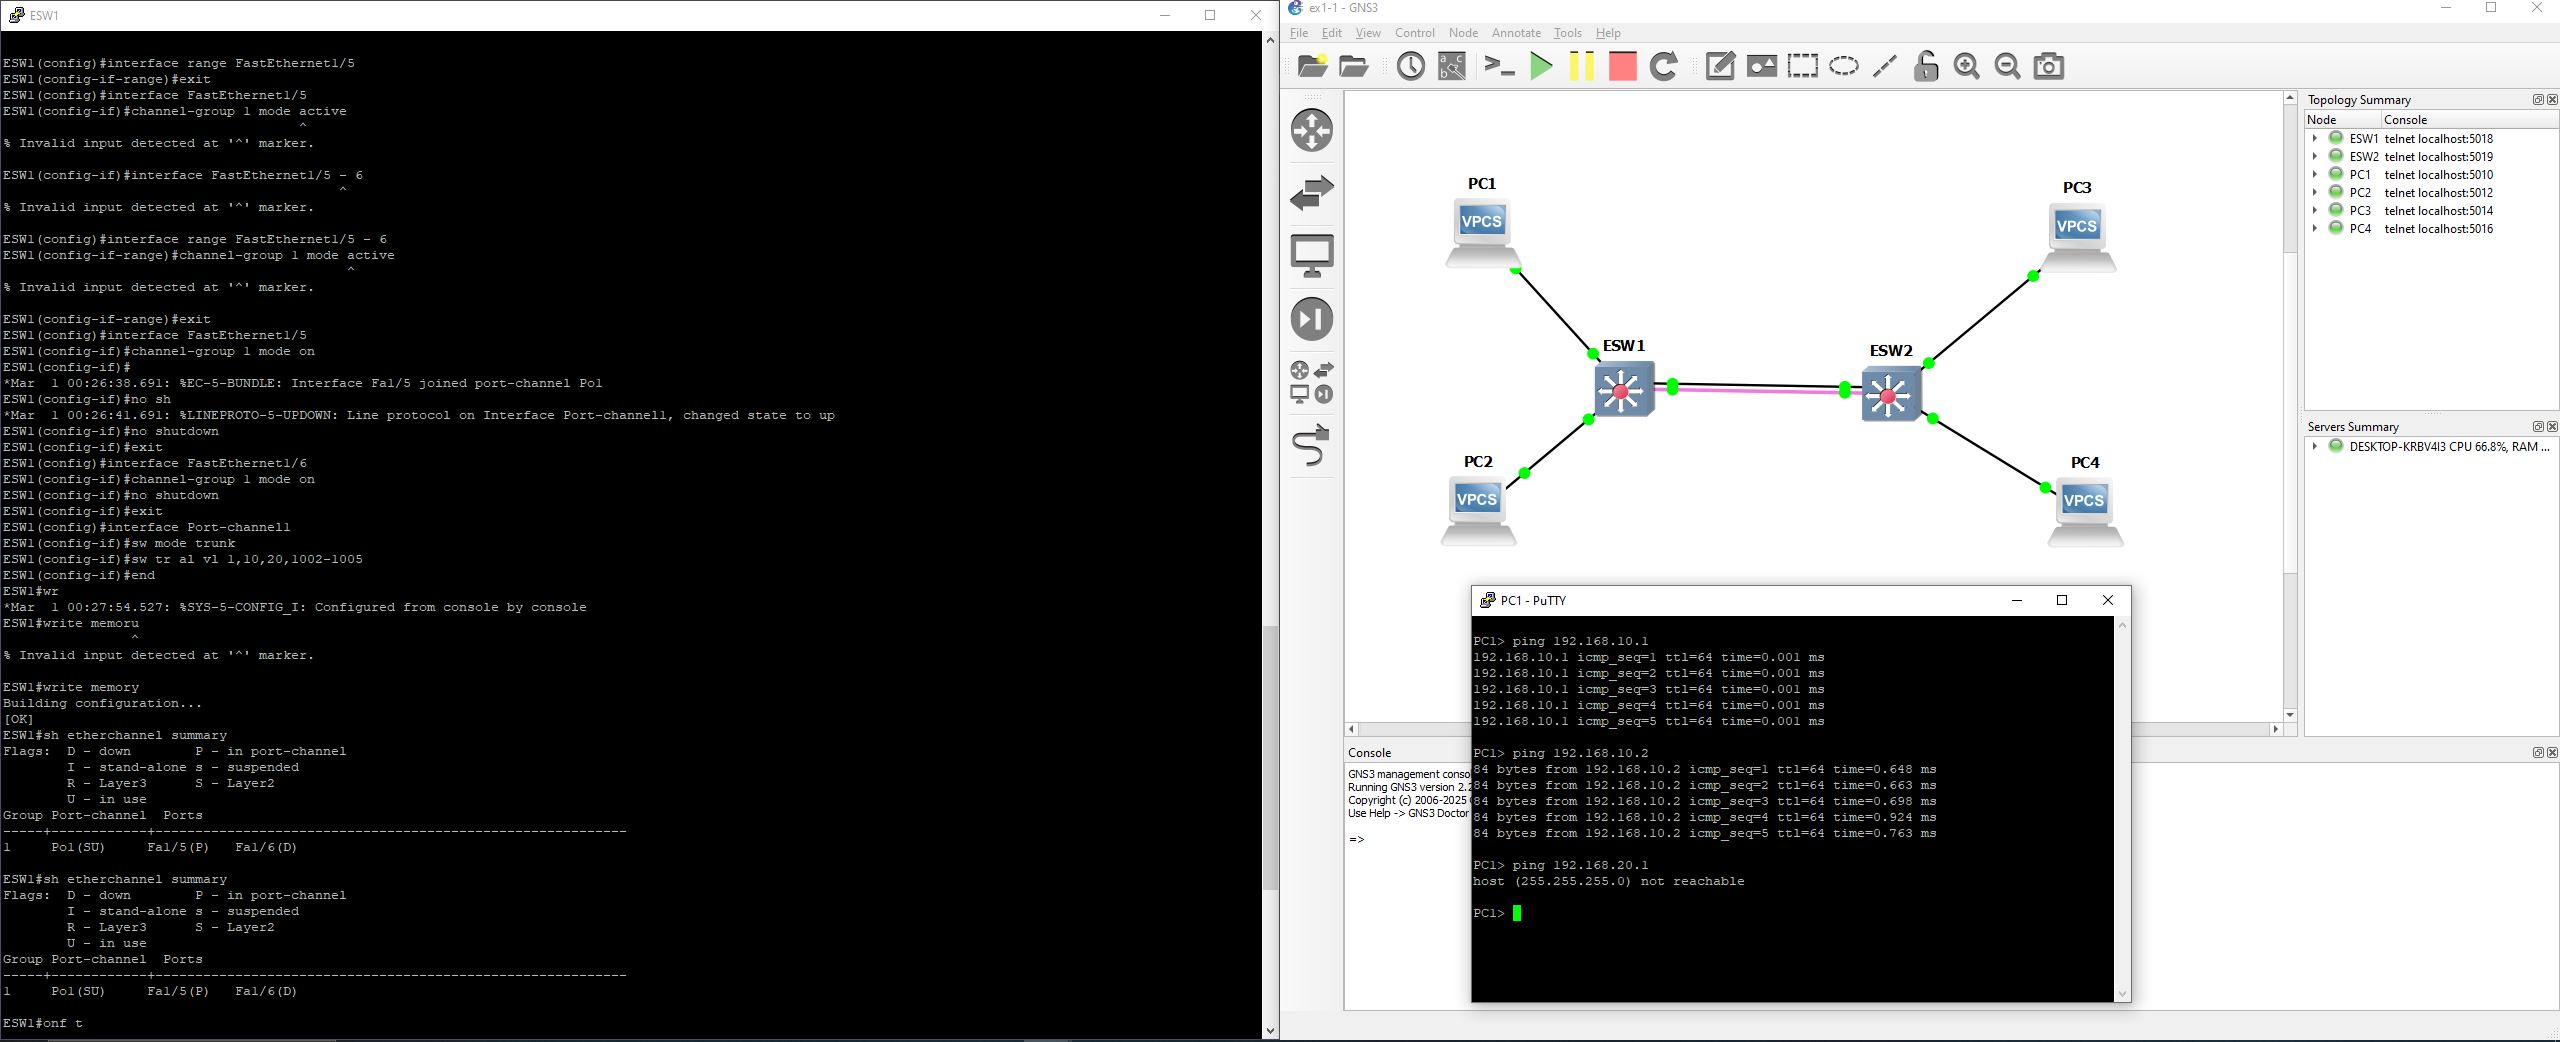 ESW1
ESW1(config)#interface range FastEthernet1/5
ESW1(config-if-range)#exit
ESW1(config)#interface FastEthernet1/5
ESW1(config-if)#channel-group 1 mode active
^
% Invalid input detected at '^' marker.
ESW1(config-if)#interface FastEthernet1/5 - 6
^
% Invalid input detected at '^' marker.
ESW1(config)#interface range FastEthernet1/5 - 6
ESW1(config-if-range)#channel-group 1 mode active
^
% Invalid input detected at '^' marker.
ESW1(config-if-range)#exit
ESW1(config)#interface FastEthernet1/5
ESW1(config-if)#channel-group 1 mode on
ESW1(config-if)#
*Mar  1 00:26:38.691: %EC-5-BUNDLE: Interface Fa1/5 joined port-channel Po1
ESW1(config-if)#no sh
*Mar  1 00:26:41.691: %LINEPROTO-5-UPDOWN: Line protocol on Interface Port-channel1, changed state to up
ESW1(config-if)#no shutdown
ESW1(config-if)#exit
ESW1(config)#interface FastEthernet1/6
ESW1(config-if)#channel-group 1 mode on
ESW1(config-if)#no shutdown
ESW1(config-if)#exit
ESW1(config)#interface Port-channel1
ESW1(config-if)#sw mode trunk
ESW1(config-if)#sw tr al vl 1,10,20,1002-1005
ESW1(config-if)#end
ESW1#wr
*Mar  1 00:27:54.527: %SYS-5-CONFIG_I: Configured from console by console
ESW1#write memoru
^
% Invalid input detected at '^' marker.
ESW1#write memory
Building configuration...
[OK]
ESW1#sh etherchannel summary
Flags:  D - down        P - in port-channel
I - stand-alone s - suspended
R - Layer3      S - Layer2
U - in use
Group Port-channel  Ports
-----+------------+-----------------------------------------------------------
1     Po1(SU)     Fa1/5(P)   Fa1/6(D)
ESW1#sh etherchannel summary
Flags:  D - down        P - in port-channel
I - stand-alone s - suspended
R - Layer3      S - Layer2
U - in use
Group Port-channel  Ports
-----+------------+-----------------------------------------------------------
1     Po1(SU)     Fa1/5(P)   Fa1/6(D)
ESW1#onf t
ex1-1 - GNS3
File Edit View Control Node Annotate Tools Help
PC1
VPCS
PC3
VPCS
ESW1
ESW2
PC2
VPCS
PC4
VPCS
Topology Summary
Node Console
ESW1 telnet localhost:5018
ESW2 telnet localhost:5019
PC1 telnet localhost:5010
PC2 telnet localhost:5012
PC3 telnet localhost:5014
PC4 telnet localhost:5016
Servers Summary
DESKTOP-KRBV4I3 CPU 66.8%, RAM ...
Console
GNS3 management conso
Running GNS3 version 2.2
Copyright (c) 2006-2025
Use Help -> GNS3 Doctor
=>
PC1 - PuTTY
PC1> ping 192.168.10.1
192.168.10.1 icmp_seq=1 ttl=64 time=0.001 ms
192.168.10.1 icmp_seq=2 ttl=64 time=0.001 ms
192.168.10.1 icmp_seq=3 ttl=64 time=0.001 ms
192.168.10.1 icmp_seq=4 ttl=64 time=0.001 ms
192.168.10.1 icmp_seq=5 ttl=64 time=0.001 ms
PC1> ping 192.168.10.2
84 bytes from 192.168.10.2 icmp_seq=1 ttl=64 time=0.648 ms
84 bytes from 192.168.10.2 icmp_seq=2 ttl=64 time=0.663 ms
84 bytes from 192.168.10.2 icmp_seq=3 ttl=64 time=0.698 ms
84 bytes from 192.168.10.2 icmp_seq=4 ttl=64 time=0.924 ms
84 bytes from 192.168.10.2 icmp_seq=5 ttl=64 time=0.763 ms
PC1> ping 192.168.20.1
host (255.255.255.0) not reachable
PC1>